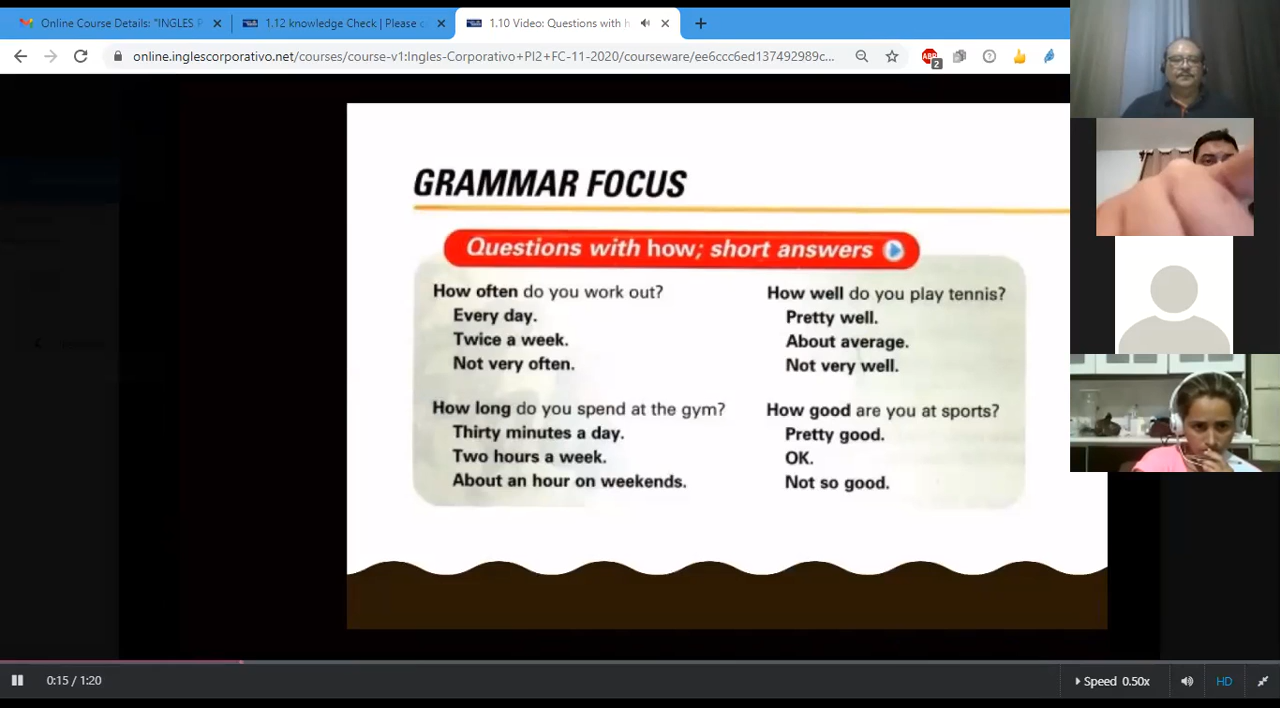 Online Course Details: "INGLES P
1.12 knowledge Check | Please c
1.10 Video: Questions with h
online.inglescorporativo.net/courses/course-v1:Ingles-Corporativo+PI2+FC-11-2020/courseware/ee6ccc6ed137492989c...
ABP
2
GRAMMAR FOCUS
Questions with how; short answers
How often do you work out?
Every day.
Twice a week.
Not very often.
How long do you spend at the gym?
Thirty minutes a day.
Two hours a week.
About an hour on weekends.
How well do you play tennis?
Pretty well.
About average.
Not very well.
How good are you at sports?
Pretty good.
OK.
Not so good.
0:15 / 1:20
Speed 0.50x
HD